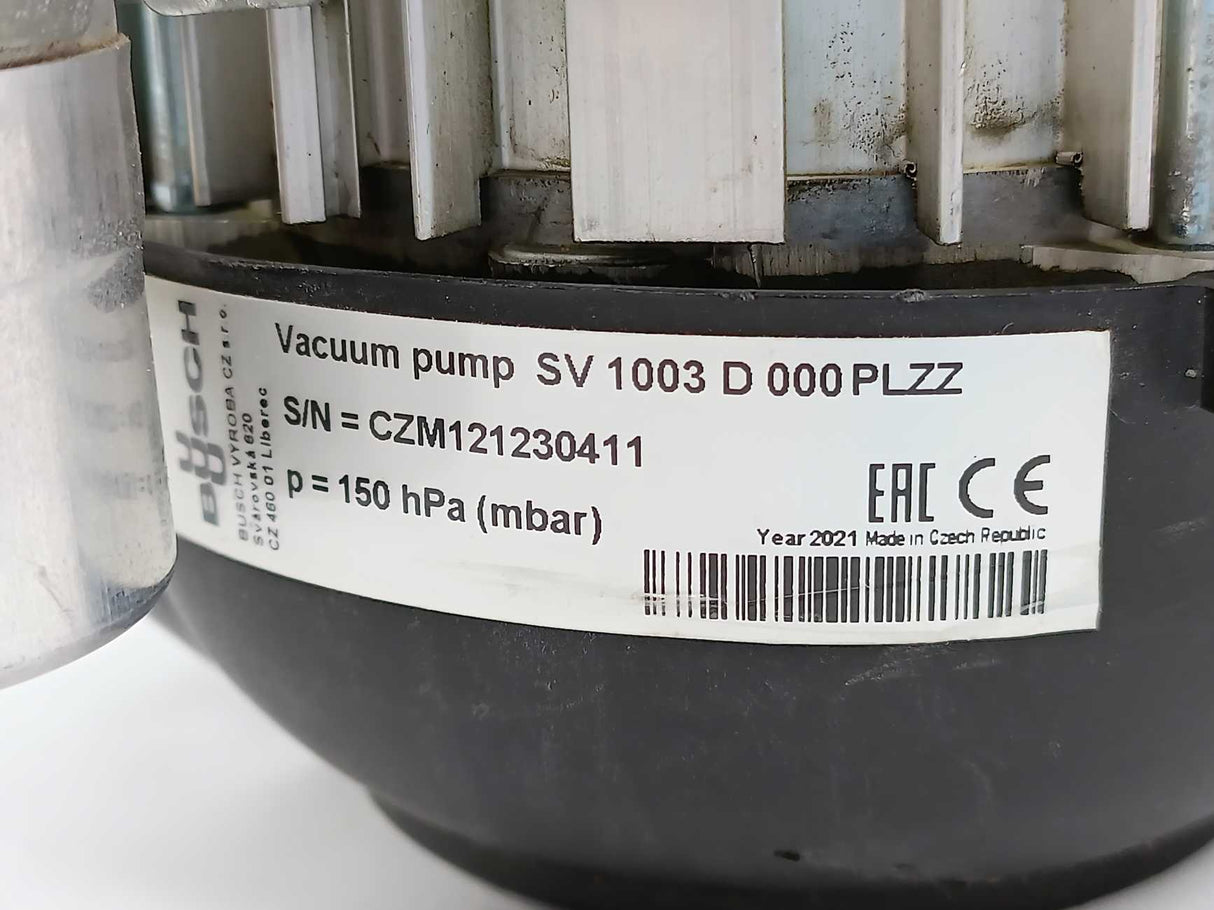 BUSCH
BUSCH VÝROBA CZ s.r.o.
Svárovská 620
CZ 460 01 Liberec
Vacuum pump SV 1003 D 000 PLZZ
S/N = CZM121230411
p = 150 hPa (mbar)
EAC CE
Year 2021 Made in Czech Republic